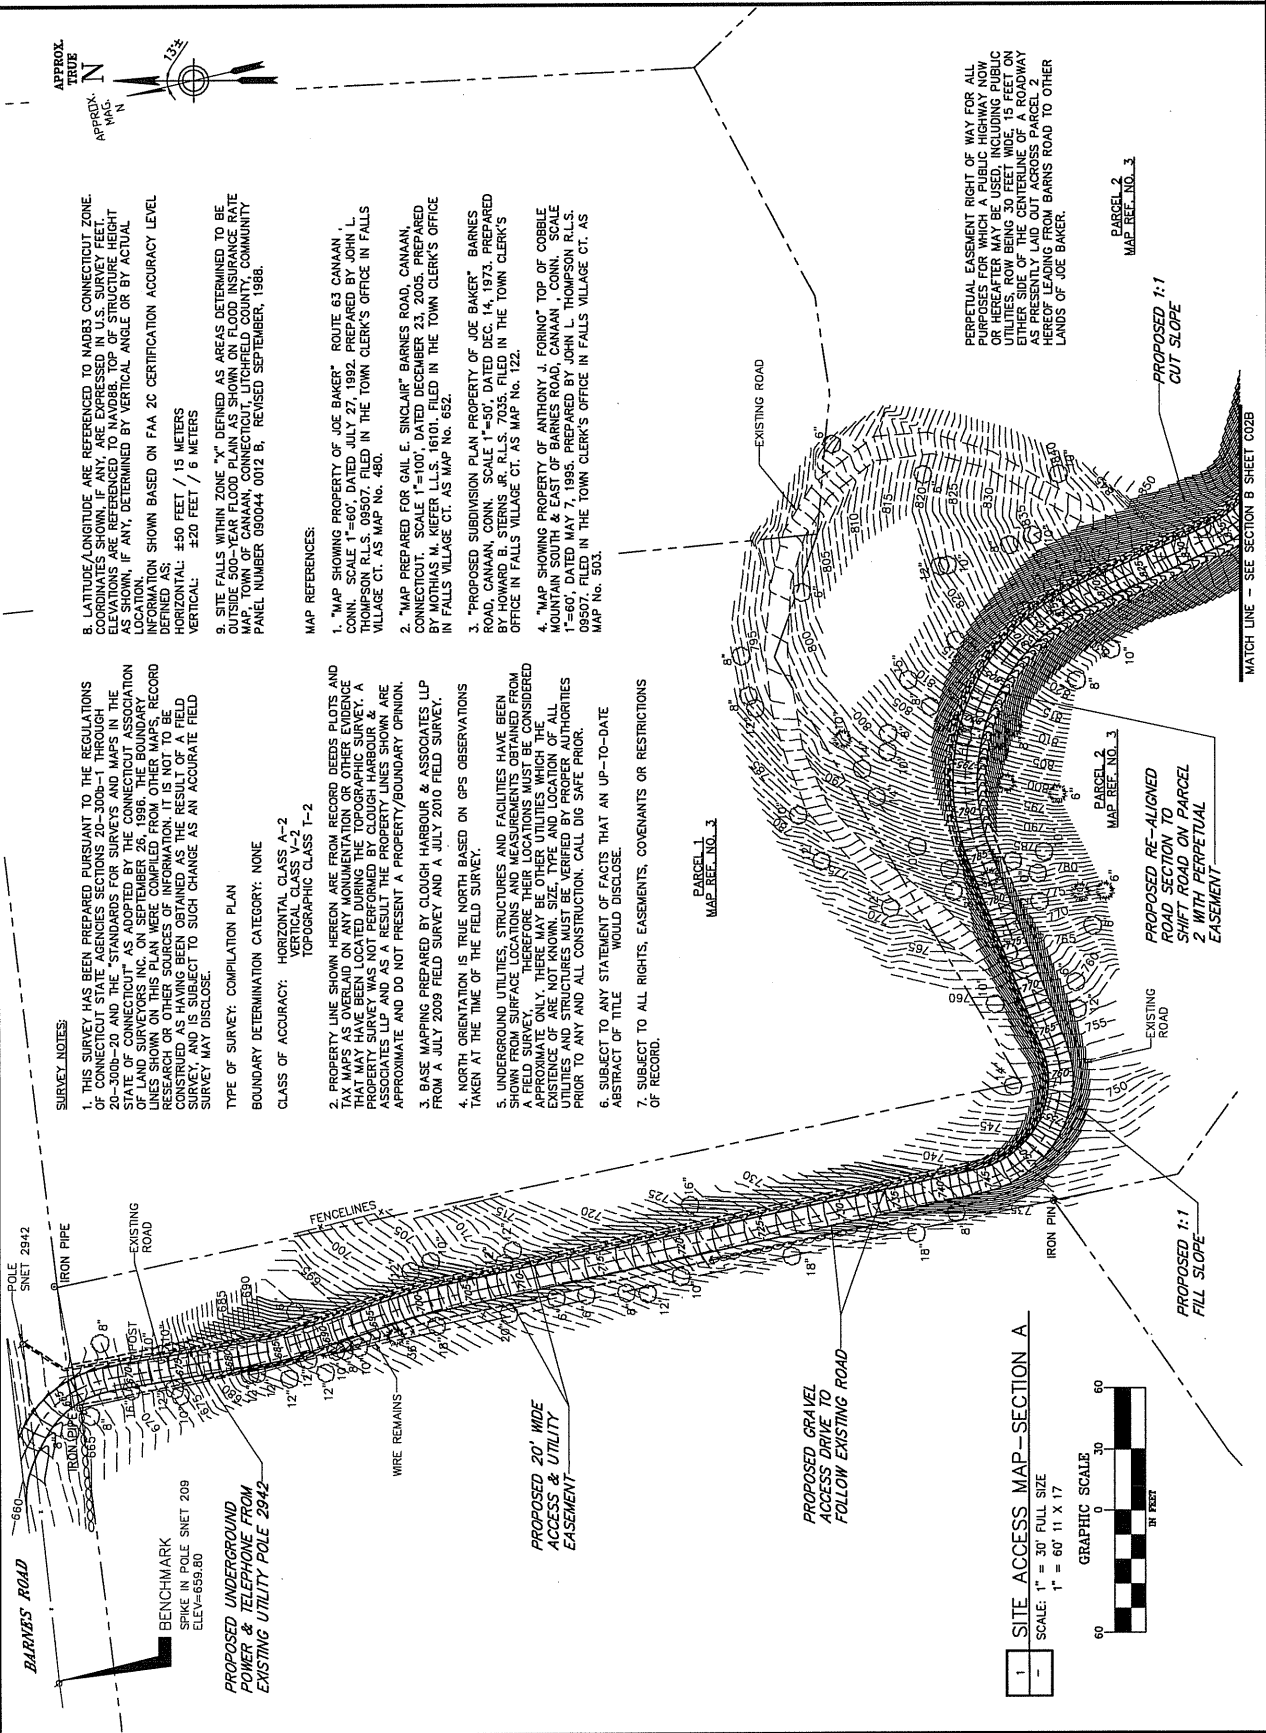 SURVEY NOTES:
1. THIS SURVEY HAS BEEN PREPARED PURSUANT TO THE REGULATIONS
OF CONNECTICUT STATE AGENCIES SECTIONS 20-300b-1 THROUGH
20-300b-20 AND THE "STANDARDS FOR SURVEYS AND MAPS IN THE
STATE OF CONNECTICUT" AS ADOPTED BY THE CONNECTICUT ASSOCIATION
OF LAND SURVEYORS INC. ON SEPTEMBER 26, 1996. THE BOUNDARY
LINES SHOWN ON THIS PLAN WERE COMPILED FROM OTHER MAPS, RECORD
RESEARCH OR OTHER SOURCES OF INFORMATION. IT IS NOT TO BE
CONSTRUED AS HAVING BEEN OBTAINED AS THE RESULT OF A FIELD
SURVEY, AND IS SUBJECT TO SUCH CHANGE AS AN ACCURATE FIELD
SURVEY MAY DISCLOSE.
TYPE OF SURVEY: COMPILATION PLAN
BOUNDARY DETERMINATION CATEGORY: NONE
CLASS OF ACCURACY: HORIZONTAL CLASS A-2
VERTICAL CLASS V-2
TOPOGRAPHIC CLASS T-2
2. PROPERTY LINE SHOWN HEREON ARE FROM RECORD DEEDS PLOTS AND
TAX MAPS AS OVERLAID ON ANY MONUMENTATION OR OTHER EVIDENCE
THAT MAY HAVE BEEN LOCATED DURING THE TOPOGRAPHIC SURVEY. A
PROPERTY SURVEY WAS NOT PERFORMED BY CLOUGH HARBOUR &
ASSOCIATES LLP AND AS A RESULT THE PROPERTY LINES SHOWN ARE
APPROXIMATE AND DO NOT PRESENT A PROPERTY/BOUNDARY OPINION.
3. BASE MAPPING PREPARED BY CLOUGH HARBOUR & ASSOCIATES LLP
FROM A JULY 2009 FIELD SURVEY AND A JULY 2010 FIELD SURVEY.
4. NORTH ORIENTATION IS TRUE NORTH BASED ON GPS OBSERVATIONS
TAKEN AT THE TIME OF THE FIELD SURVEY.
5. UNDERGROUND UTILITIES, STRUCTURES AND FACILITIES HAVE BEEN
SHOWN FROM SURFACE LOCATIONS AND MEASUREMENTS OBTAINED FROM
A FIELD SURVEY, THEREFORE THEIR LOCATIONS MUST BE CONSIDERED
APPROXIMATE ONLY. THERE MAY BE OTHER UTILITIES WHICH THE
EXISTENCE OF ARE NOT KNOWN. SIZE, TYPE AND LOCATION OF ALL
UTILITIES AND STRUCTURES MUST BE VERIFIED BY PROPER AUTHORITIES
PRIOR TO ANY AND ALL CONSTRUCTION. CALL DIG SAFE PRIOR.
6. SUBJECT TO ANY STATEMENT OF FACTS THAT AN UP-TO-DATE
ABSTRACT OF TITLE WOULD DISCLOSE.
7. SUBJECT TO ALL RIGHTS, EASEMENTS, COVENANTS OR RESTRICTIONS
OF RECORD.
8. LATITUDE/LONGITUDE ARE REFERENCED TO NAD83 CONNECTICUT ZONE.
COORDINATES SHOWN, IF ANY, ARE EXPRESSED IN U.S. SURVEY FEET.
ELEVATIONS ARE REFERENCED TO NAVD88. TOP OF STRUCTURE HEIGHT
AS SHOWN, IF ANY, DETERMINED BY VERTICAL ANGLE OR BY ACTUAL
LOCATION.
INFORMATION SHOWN BASED ON FAA 2C CERTIFICATION ACCURACY LEVEL
DEFINED AS;
HORIZONTAL: ±50 FEET / 15 METERS
VERTICAL: ±20 FEET / 6 METERS
9. SITE FALLS WITHIN ZONE "X" DEFINED AS AREAS DETERMINED TO BE
OUTSIDE 500-YEAR FLOOD PLAIN AS SHOWN ON FLOOD INSURANCE RATE
MAP, TOWN OF CANAAN, CONNECTICUT, LITCHFIELD COUNTY, COMMUNITY
PANEL NUMBER 090044 0012 B, REVISED SEPTEMBER, 1988.
MAP REFERENCES:
1. "MAP SHOWING PROPERTY OF JOE BAKER" ROUTE 63 CANAAN ,
CONN. SCALE 1"=60', DATED JULY 27, 1992. PREPARED BY JOHN L.
THOMPSON R.L.S. 09507. FILED IN THE TOWN CLERK'S OFFICE IN FALLS
VILLAGE CT. AS MAP No. 480.
2. "MAP PREPARED FOR GAIL E. SINCLAIR" BARNES ROAD, CANAAN,
CONNECTICUT. SCALE 1"=100', DATED DECEMBER 23, 2005. PREPARED
BY MOTHIAS M. KIEFER L.L.S. 16101. FILED IN THE TOWN CLERK'S OFFICE
IN FALLS VILLAGE CT. AS MAP No. 652.
3. "PROPOSED SUBDIVISION PLAN PROPERTY OF JOE BAKER" BARNES
ROAD, CANAAN, CONN. SCALE 1"=50', DATED DEC. 14, 1973. PREPARED
BY HOWARD B. STERNS JR. R.L.S. 7035. FILED IN THE TOWN CLERK'S
OFFICE IN FALLS VILLAGE CT. AS MAP No. 122.
4. "MAP SHOWING PROPERTY OF ANTHONY J. FORINO" TOP OF COBBLE
MOUNTAIN SOUTH & EAST OF BARNES ROAD, CANAAN , CONN. SCALE
1"=60', DATED MAY 7, 1995. PREPARED BY JOHN L. THOMPSON R.L.S.
09507. FILED IN THE TOWN CLERK'S OFFICE IN FALLS VILLAGE CT. AS
MAP No. 503.
APPROX.
TRUE
N
APPROX.
MAG.
N
13°±
BARNES ROAD
660
BENCHMARK
SPIKE IN POLE SNET 209
ELEV=659.80
POLE
SNET 2942
IRON PIPE
IRON PIPE
POST
EXISTING
ROAD
PROPOSED UNDERGROUND
POWER & TELEPHONE FROM
EXISTING UTILITY POLE 2942
FENCELINES
WIRE REMAINS
PROPOSED 20' WIDE
ACCESS & UTILITY
EASEMENT
PROPOSED GRAVEL
ACCESS DRIVE TO
FOLLOW EXISTING ROAD
IRON PIN
PROPOSED 1:1
FILL SLOPE
EXISTING
ROAD
PARCEL 1
MAP REF. NO. 3
PROPOSED RE-ALIGNED
ROAD SECTION TO
SHIFT ROAD ON PARCEL
2 WITH PERPETUAL
EASEMENT
PARCEL 2
MAP REF. NO. 3
EXISTING ROAD
PROPOSED 1:1
CUT SLOPE
PERPETUAL EASEMENT RIGHT OF WAY FOR ALL
PURPOSES FOR WHICH A PUBLIC HIGHWAY NOW
OR HEREAFTER MAY BE USED, INCLUDING PUBLIC
UTILITIES, ROW BEING 30 FEET WIDE, 15 FEET ON
EITHER SIDE OF THE CENTERLINE OF A ROADWAY
AS PRESENTLY LAID OUT ACROSS PARCEL 2
HEREOF LEADING FROM BARNS ROAD TO OTHER
LANDS OF JOE BAKER.
PARCEL 2
MAP REF. NO. 3
MATCH LINE - SEE SECTION B SHEET C02B
1
-
SITE ACCESS MAP-SECTION A
SCALE: 1" = 30' FULL SIZE
1" = 60' 11 X 17
GRAPHIC SCALE
60 0 30 60
IN FEET